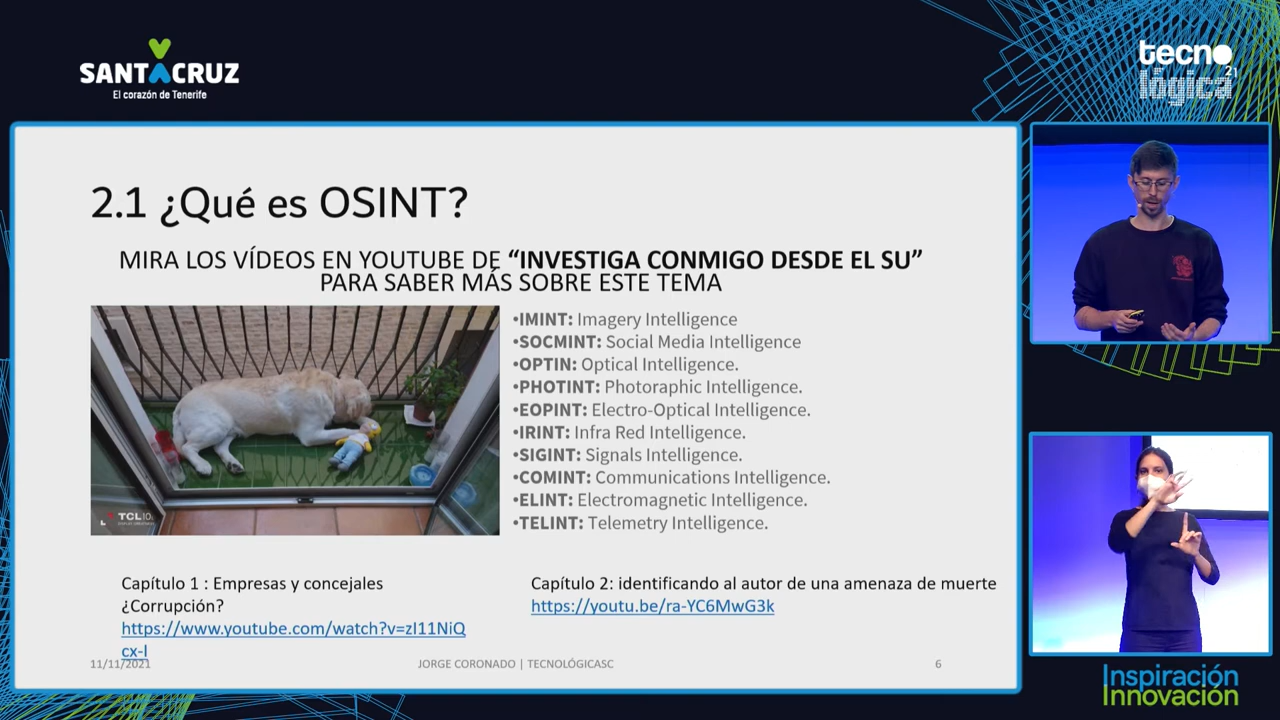 SANTACRUZ
El corazón de Tenerife
tecno
lógica
21
2.1 ¿Qué es OSINT?
MIRA LOS VÍDEOS EN YOUTUBE DE “INVESTIGA CONMIGO DESDE EL SU”
PARA SABER MÁS SOBRE ESTE TEMA
TCL
•IMINT: Imagery Intelligence
•SOCMINT: Social Media Intelligence
•OPTIN: Optical Intelligence.
•PHOTINT: Photoraphic Intelligence.
•EOPINT: Electro-Optical Intelligence.
•IRINT: Infra Red Intelligence.
•SIGINT: Signals Intelligence.
•COMINT: Communications Intelligence.
•ELINT: Electromagnetic Intelligence.
•TELINT: Telemetry Intelligence.
Capítulo 1 : Empresas y concejales
¿Corrupción?
https://www.youtube.com/watch?v=zI11NiQ
cx-I
Capítulo 2: identificando al autor de una amenaza de muerte
https://youtu.be/ra-YC6MwG3k
11/11/2021
JORGE CORONADO | TECNOLÓGICASC
6
Inspiración
Innovación